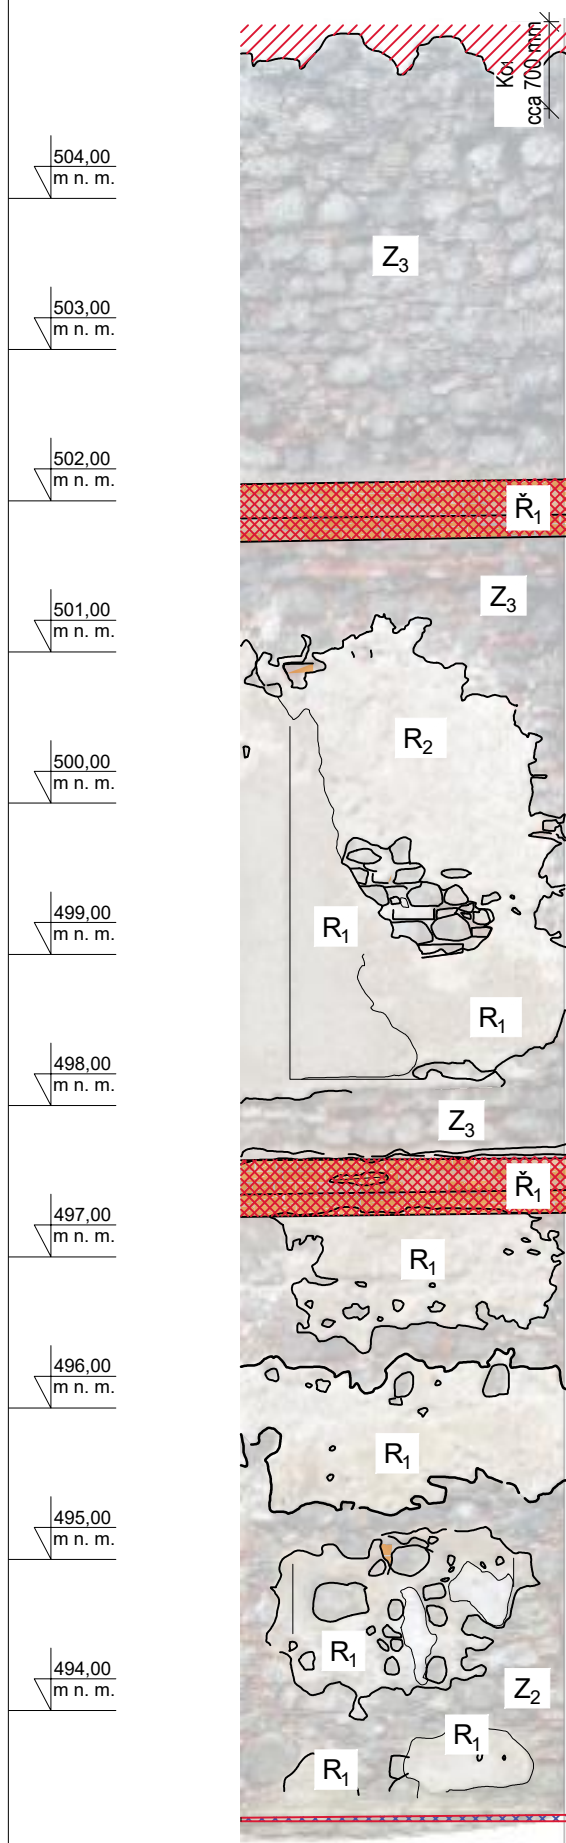 Ko1
cca 700 mm
504,00
m n. m.
Z3
503,00
m n. m.
502,00
m n. m.
Ř1
Z3
501,00
m n. m.
R2
500,00
m n. m.
499,00
m n. m.
R1
R1
498,00
m n. m.
Z3
Ř1
497,00
m n. m.
R1
496,00
m n. m.
R1
495,00
m n. m.
R1
494,00
m n. m.
Z2
R1
R1